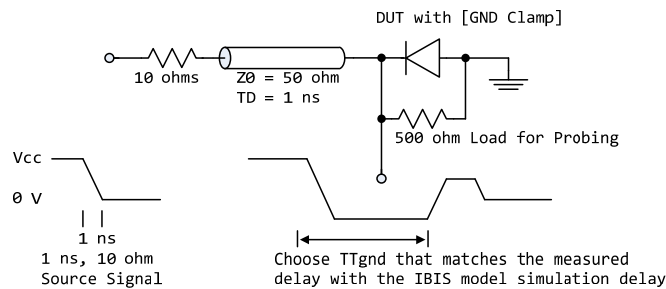 DUT with [GND Clamp]
10 ohms
Z0 = 50 ohm
TD = 1 ns
500 ohm Load for Probing
Vcc
0 V
1 ns
1 ns, 10 ohm
Source Signal
Choose TTgnd that matches the measured
delay with the IBIS model simulation delay